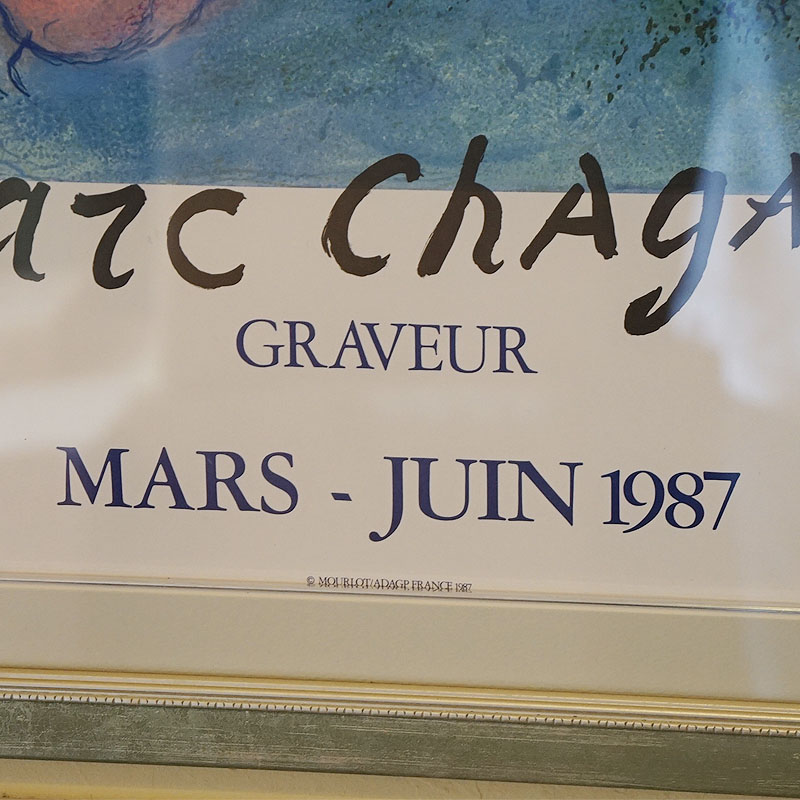 arc ChAgA
GRAVEUR
MARS - JUIN 1987
© MOURLOT/ADAGP, FRANCE 1987